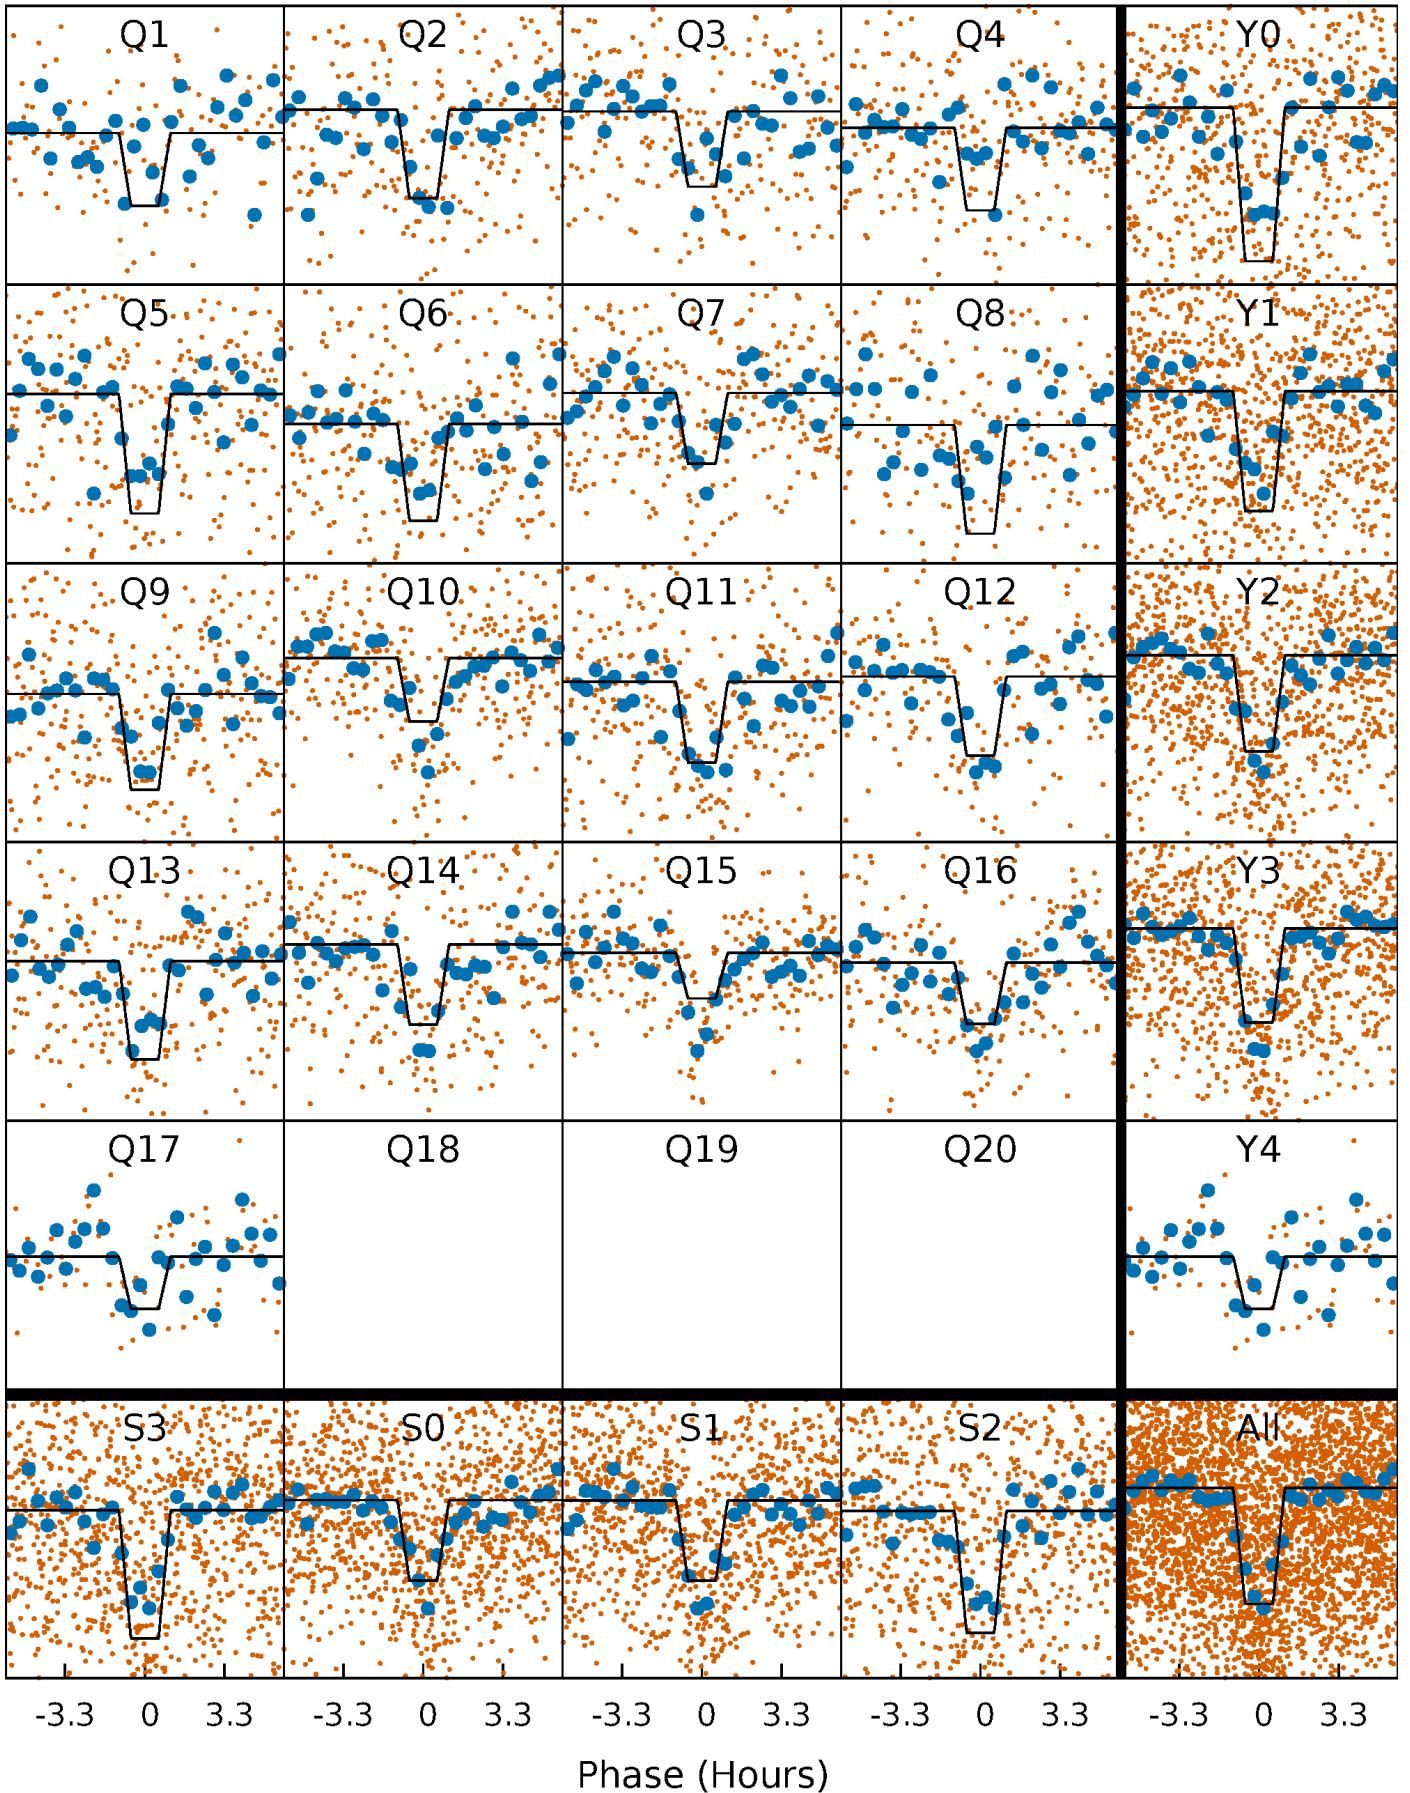 Q1 Q2 Q3 Q4 Y0
Q5 Q6 Q7 Q8 Y1
Q9 Q10 Q11 Q12 Y2
Q13 Q14 Q15 Q16 Y3
Q17 Q18 Q19 Q20 Y4
S3 S0 S1 S2 All
-3.3 0 3.3 -3.3 0 3.3 -3.3 0 3.3 -3.3 0 3.3 -3.3 0 3.3
Phase (Hours)